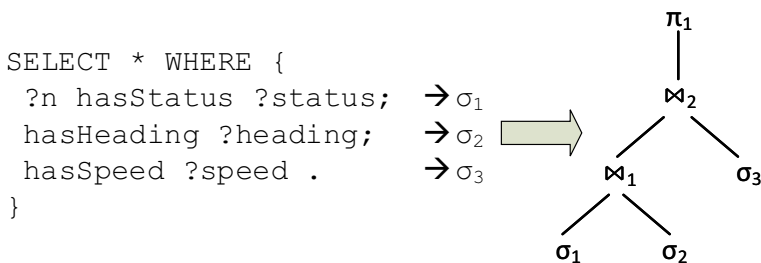 SELECT * WHERE {
?n hasStatus ?status; → σ1
hasHeading ?heading; → σ2
hasSpeed ?speed . → σ3
}
π1
⋈2
⋈1 σ3
σ1 σ2